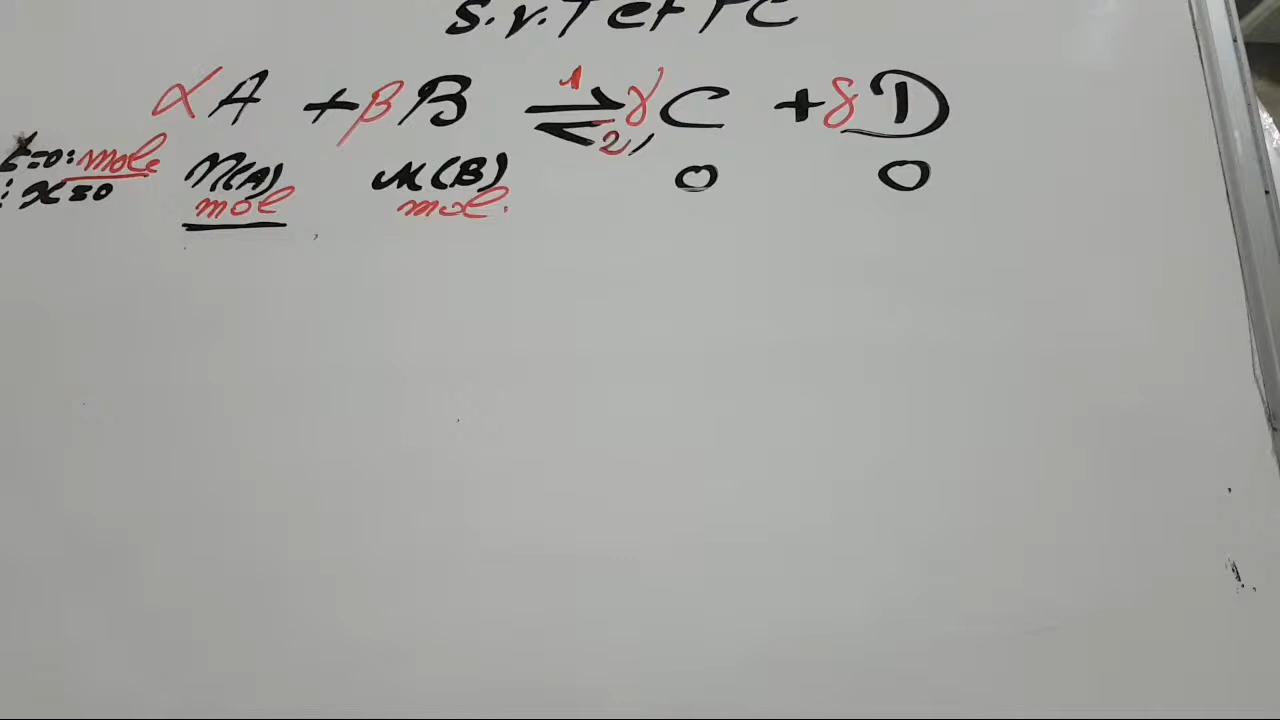 S.V.T et PC
αA + βB ⇌ γC + δD
1
2
t=0: mole n(A) n(B) 0 0
: x=0 mol mol.